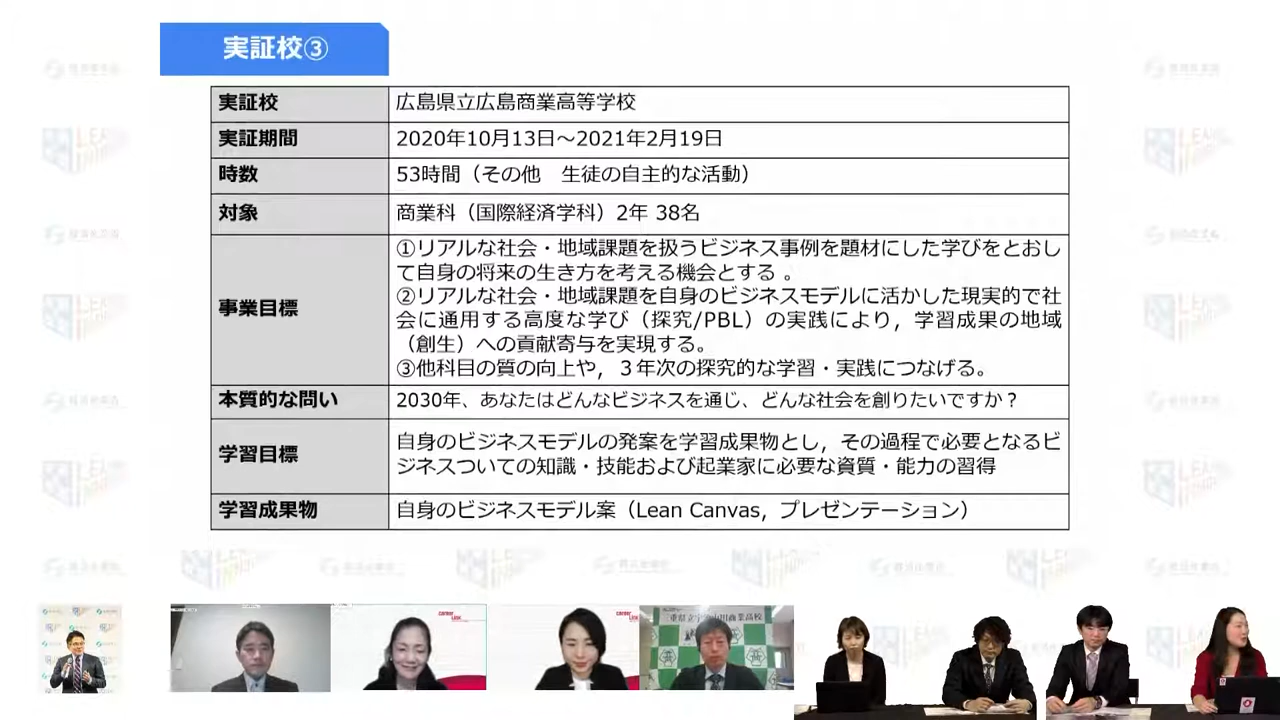 実証校③
実証校 広島県立広島商業高等学校
実証期間 2020年10月13日～2021年2月19日
時数 53時間（その他　生徒の自主的な活動）
対象 商業科（国際経済学科）2年 38名
事業目標
①リアルな社会・地域課題を扱うビジネス事例を題材にした学びをとおし
て自身の将来の生き方を考える機会とする 。
②リアルな社会・地域課題を自身のビジネスモデルに活かした現実的で社
会に通用する高度な学び（探究/PBL）の実践により，学習成果の地域
（創生）への貢献寄与を実現する。
③他科目の質の向上や，３年次の探究的な学習・実践につなげる。
本質的な問い 2030年、あなたはどんなビジネスを通じ、どんな社会を創りたいですか？
学習目標
自身のビジネスモデルの発案を学習成果物とし，その過程で必要となるビ
ジネスついての知識・技能および起業家に必要な資質・能力の習得
学習成果物 自身のビジネスモデル案（Lean Canvas，プレゼンテーション）
career
Link
career
Link